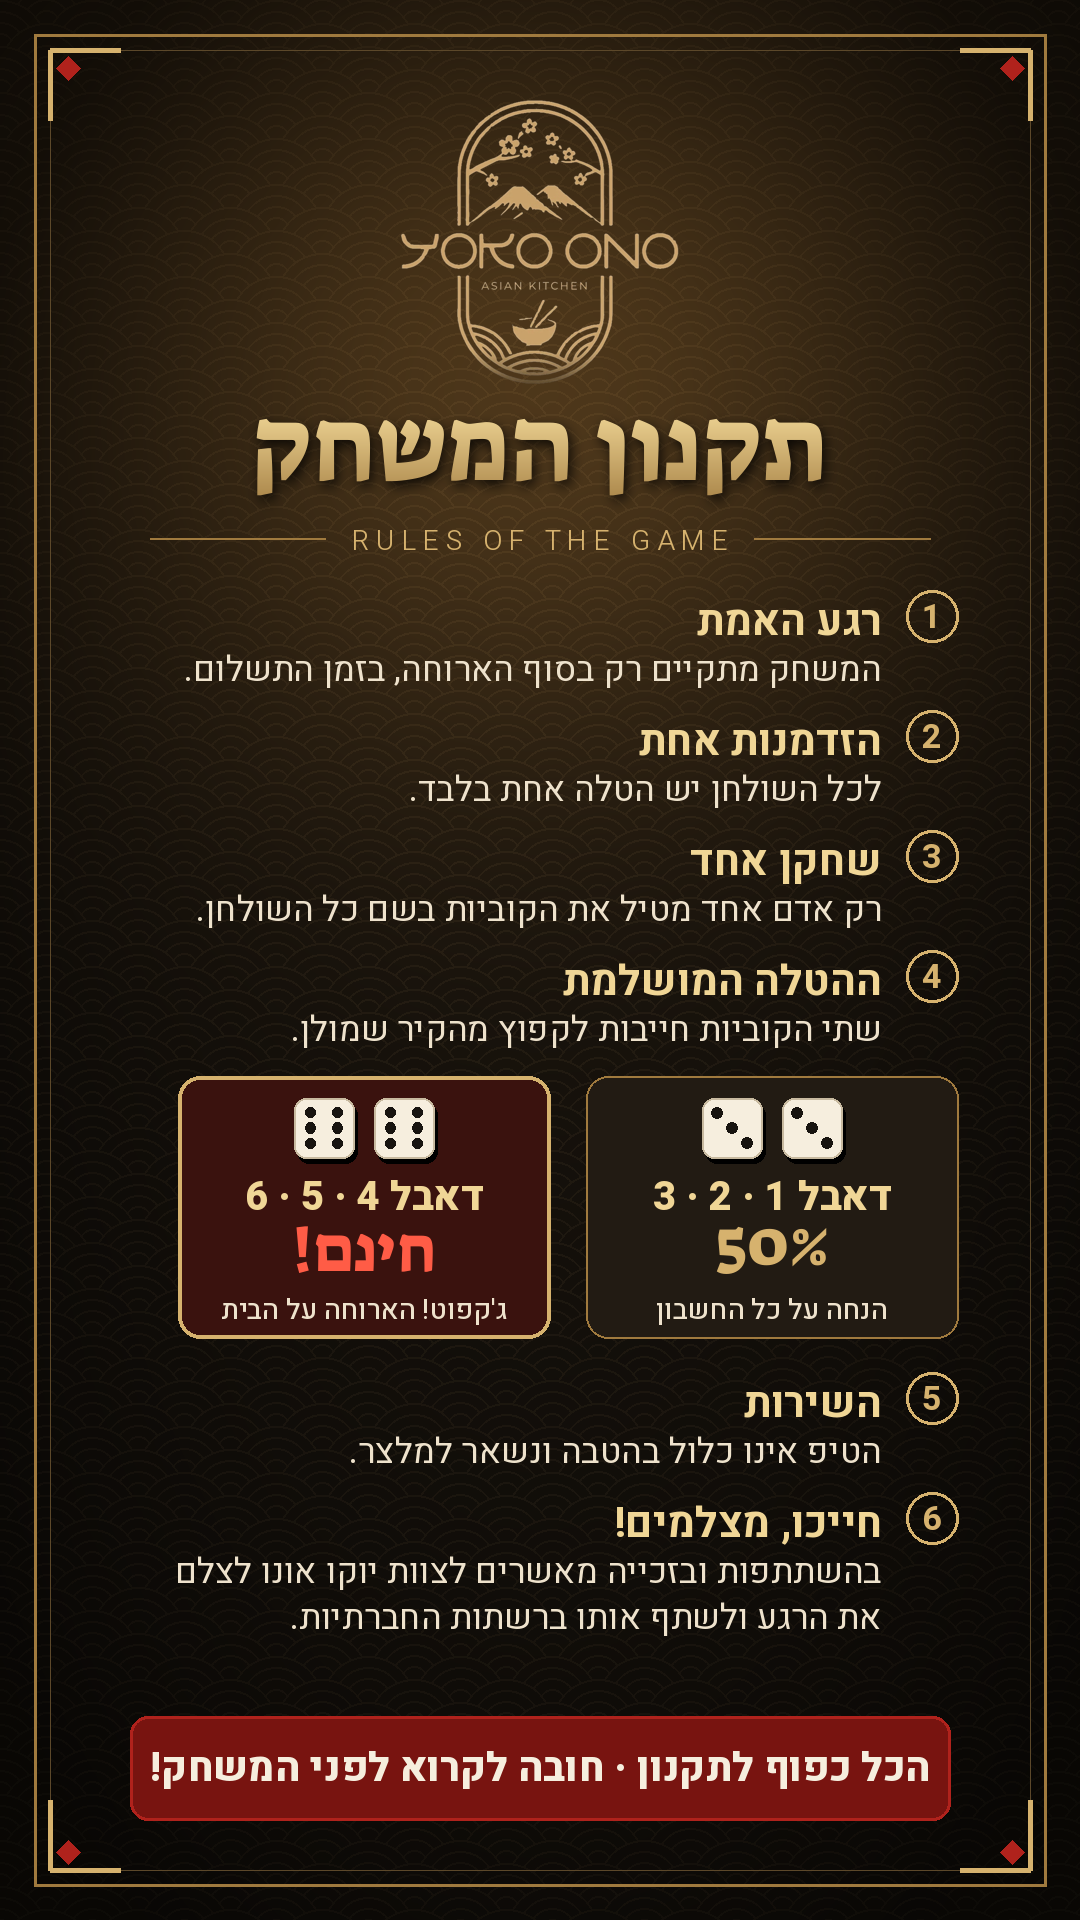 YOKO ONO
ASIAN KITCHEN
תקנון המשחק
RULES OF THE GAME
1 רגע האמת
המשחק מתקיים רק בסוף הארוחה, בזמן התשלום.
2 הזדמנות אחת
לכל השולחן יש הטלה אחת בלבד.
3 שחקן אחד
רק אדם אחד מטיל את הקוביות בשם כל השולחן.
4 ההטלה המושלמת
שתי הקוביות חייבות לקפוץ מהקיר שמולן.
דאבל 1 · 2 · 3
50%
הנחה על כל החשבון
דאבל 4 · 5 · 6
חינם!
ג'קפוט! הארוחה על הבית
5 השירות
הטיפ אינו כלול בהטבה ונשאר למלצר.
6 חייכו, מצלמים!
בהשתתפות ובזכייה מאשרים לצוות יוקו אונו לצלם
את הרגע ולשתף אותו ברשתות החברתיות.
הכל כפוף לתקנון · חובה לקרוא לפני המשחק!